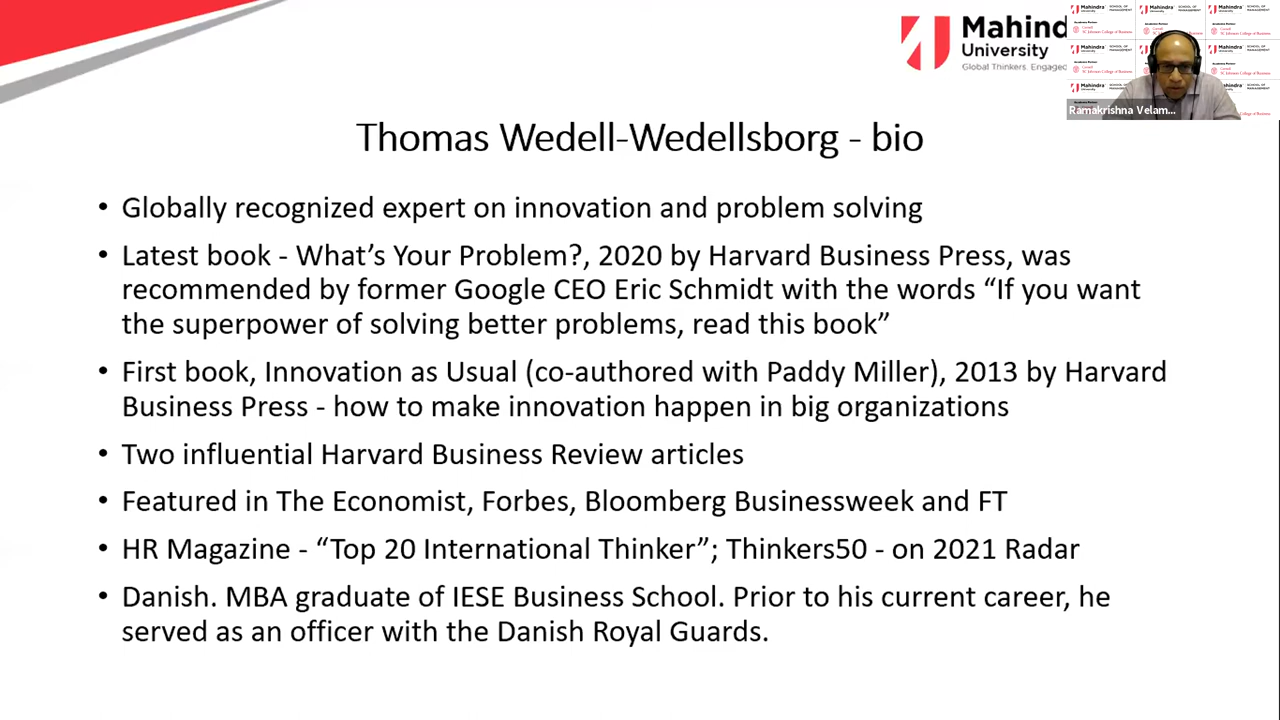 Mahindra
University
Global Thinkers. Engaged
Ramakrishna Velam...
Thomas Wedell-Wedellsborg - bio
• Globally recognized expert on innovation and problem solving
• Latest book - What’s Your Problem?, 2020 by Harvard Business Press, was
recommended by former Google CEO Eric Schmidt with the words “If you want
the superpower of solving better problems, read this book”
• First book, Innovation as Usual (co-authored with Paddy Miller), 2013 by Harvard
Business Press - how to make innovation happen in big organizations
• Two influential Harvard Business Review articles
• Featured in The Economist, Forbes, Bloomberg Businessweek and FT
• HR Magazine - “Top 20 International Thinker”; Thinkers50 - on 2021 Radar
• Danish. MBA graduate of IESE Business School. Prior to his current career, he
served as an officer with the Danish Royal Guards.